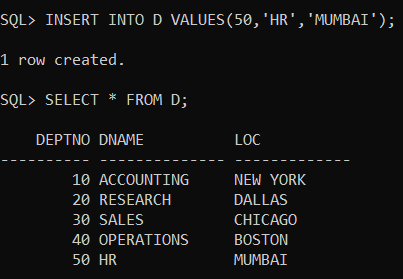 SQL> INSERT INTO D VALUES(50,'HR','MUMBAI');
1 row created.
SQL> SELECT * FROM D;
    DEPTNO DNAME          LOC
---------- -------------- -------------
        10 ACCOUNTING     NEW YORK
        20 RESEARCH       DALLAS
        30 SALES          CHICAGO
        40 OPERATIONS     BOSTON
        50 HR             MUMBAI